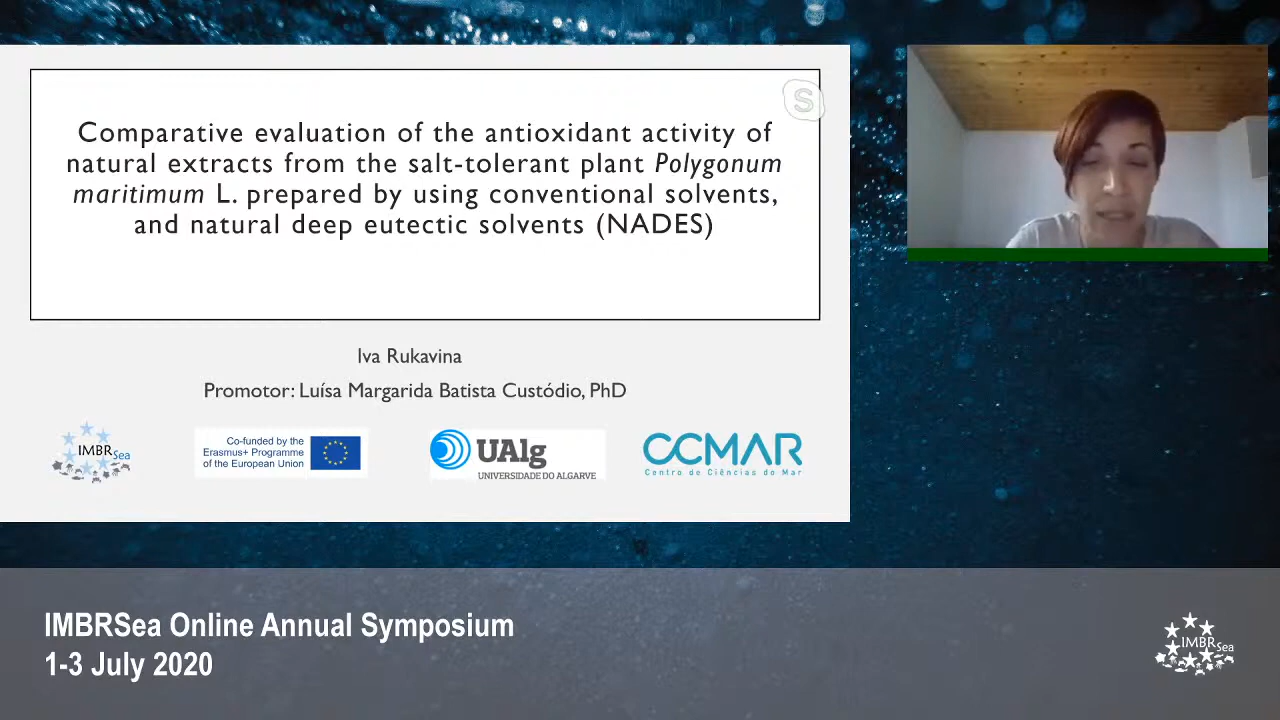 S
Comparative evaluation of the antioxidant activity of
natural extracts from the salt-tolerant plant Polygonum
maritimum L. prepared by using conventional solvents,
and natural deep eutectic solvents (NADES)
Iva Rukavina
Promotor: Luísa Margarida Batista Custódio, PhD
IMBRSea
Co-funded by the
Erasmus+ Programme
of the European Union
UAlg
UNIVERSIDADE DO ALGARVE
CCMAR
Centro de Ciências do Mar
IMBRSea Online Annual Symposium
1-3 July 2020
IMBRSea